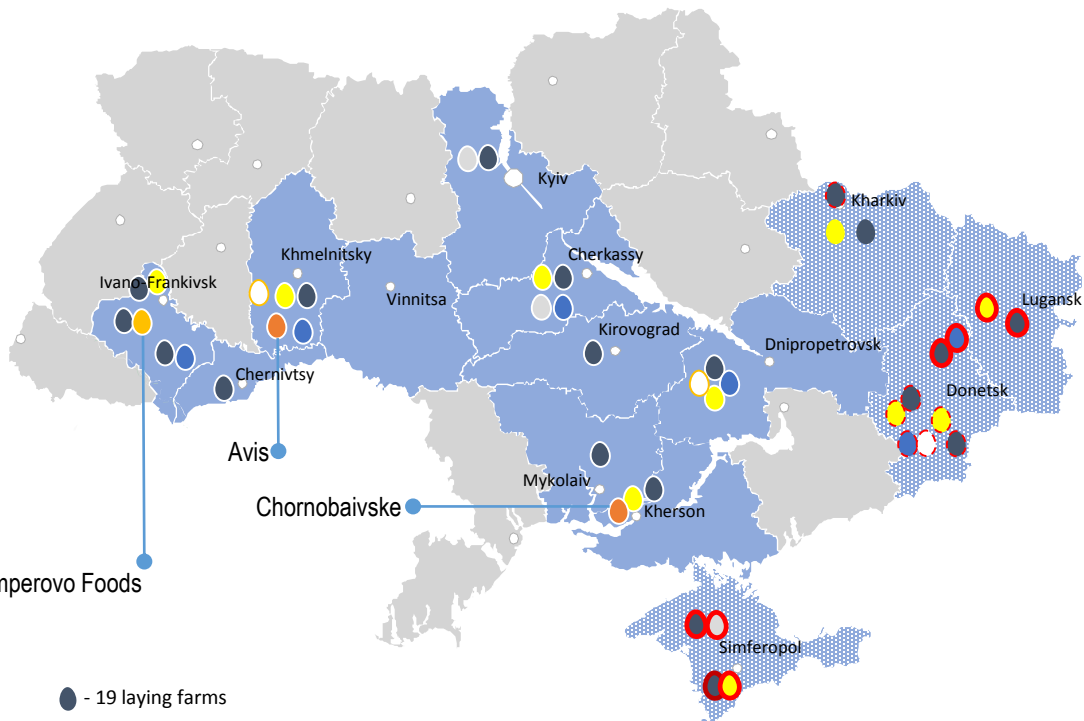 Kyiv
Kharkiv
Khmelnitsky
Cherkassy
Ivano-Frankivsk
Vinnitsa
Lugansk
Kirovograd
Dnipropetrovsk
Chernivtsy
Donetsk
Avis
Mykolaiv
Chornobaivske
Kherson
mperovo Foods
Simferopol
- 19 laying farms